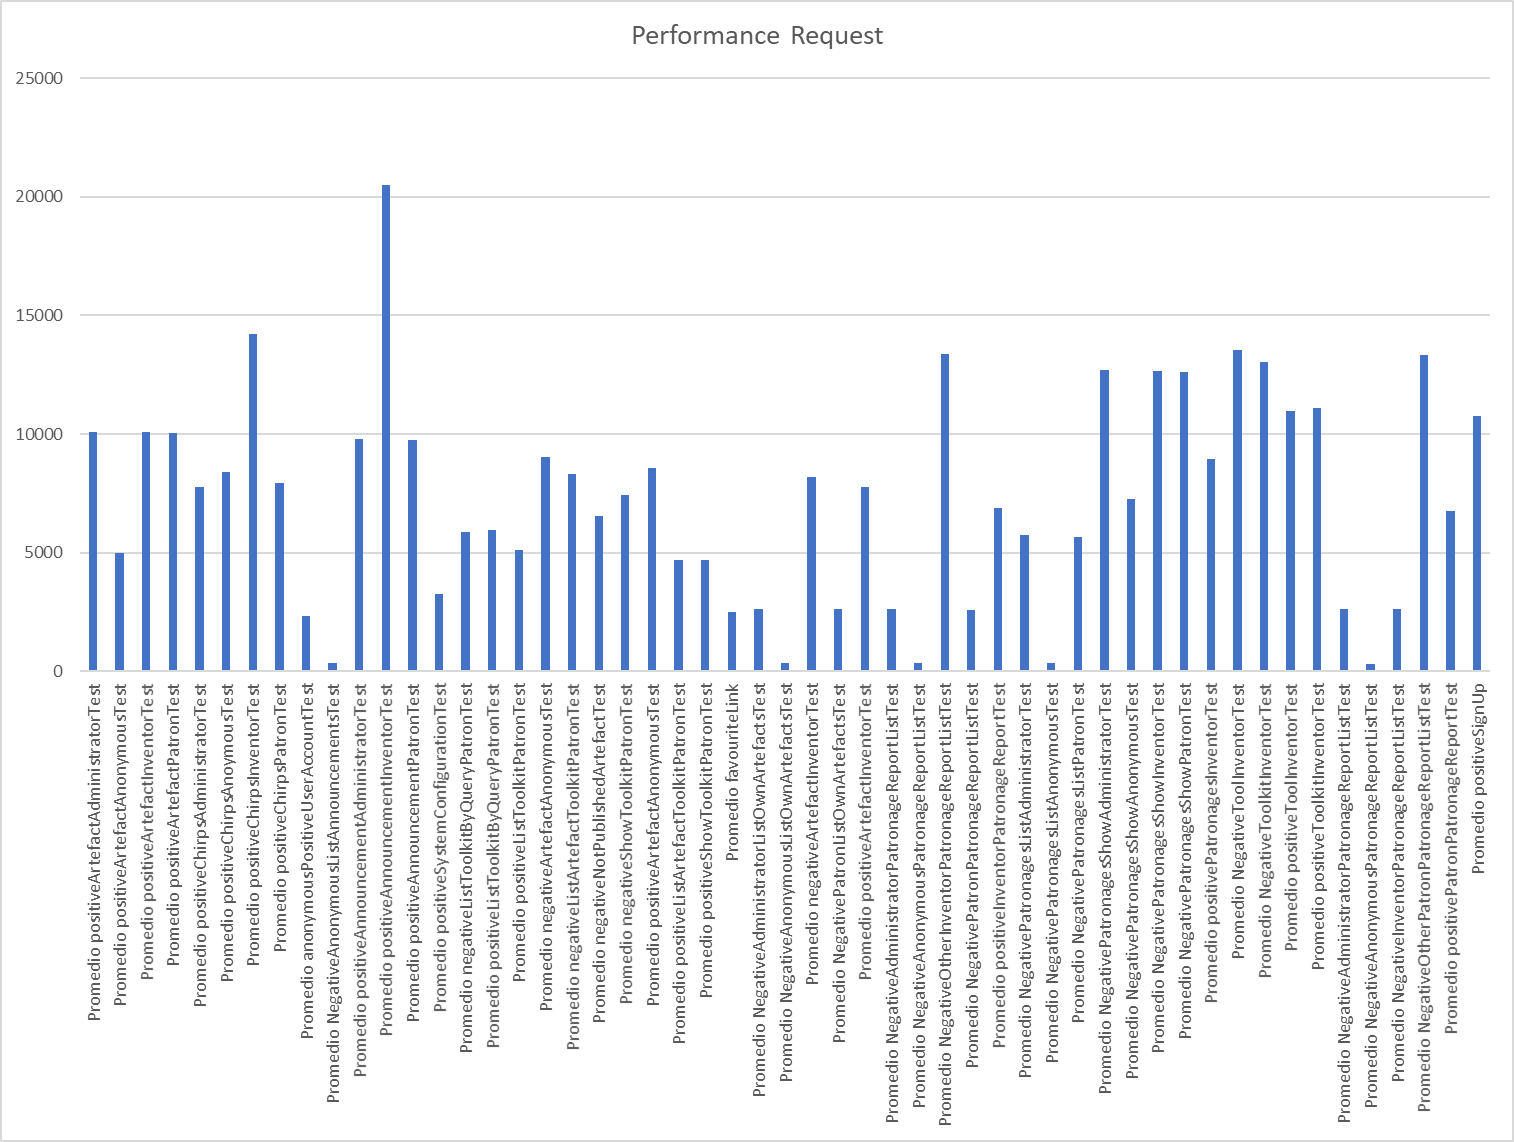 Performance Request
25000
20000
15000
10000
5000
0
Promedio positiveArtefactAdministratorTest
Promedio positiveArtefactAnonymousTest
Promedio positiveArtefactInventorTest
Promedio positiveArtefactPatronTest
Promedio positiveChirpsAdministratorTest
Promedio positiveChirpsAnoymousTest
Promedio positiveChirpsInventorTest
Promedio positiveChirpsPatronTest
Promedio anonymousPositiveUserAccountTest
Promedio NegativeAnonymousListAnnouncementsTest
Promedio positiveAnnouncementAdministratorTest
Promedio positiveAnnouncementInventorTest
Promedio positiveAnnouncementPatronTest
Promedio positiveSystemConfigurationTest
Promedio negativeListToolkitByQueryPatronTest
Promedio positiveListToolkitByQueryPatronTest
Promedio positiveListToolkitPatronTest
Promedio negativeArtefactAnonymousTest
Promedio negativeListArtefactToolkitPatronTest
Promedio negativeNotPublishedArtefactTest
Promedio negativeShowToolkitPatronTest
Promedio positiveArtefactAnonymousTest
Promedio positiveListArtefactToolkitPatronTest
Promedio positiveShowToolkitPatronTest
Promedio favouriteLink
Promedio NegativeAdministratorListOwnArtefactsTest
Promedio NegativeAnonymousListOwnArtefactsTest
Promedio negativeArtefactInventorTest
Promedio NegativePatronListOwnArtefactsTest
Promedio positiveArtefactInventorTest
Promedio NegativeAdministratorPatronageReportListTest
Promedio NegativeAnonymousPatronageReportListTest
Promedio NegativeOtherInventorPatronageReportListTest
Promedio NegativePatronPatronageReportListTest
Promedio positiveInventorPatronageReportTest
Promedio NegativePatronagesListAdministratorTest
Promedio NegativePatronagesListAnonymousTest
Promedio NegativePatronagesListPatronTest
Promedio NegativePatronagesShowAdministratorTest
Promedio NegativePatronagesShowAnonymousTest
Promedio NegativePatronagesShowInventorTest
Promedio NegativePatronagesShowPatronTest
Promedio positivePatronagesInventorTest
Promedio NegativeToolInventorTest
Promedio NegativeToolkitInventorTest
Promedio positiveToolInventorTest
Promedio positiveToolkitInventorTest
Promedio NegativeAdministratorPatronageReportListTest
Promedio NegativeAnonymousPatronageReportListTest
Promedio NegativeInventorPatronageReportListTest
Promedio NegativeOtherPatronPatronageReportListTest
Promedio positivePatronPatronageReportTest
Promedio positiveSignUp